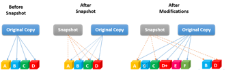 Before
Snapshot
After
Snapshot
After
Modifications
Original Copy
Snapshot
Original Copy
Snapshot
Original Copy
A B C D
A B C D
A B C D+ E F B D